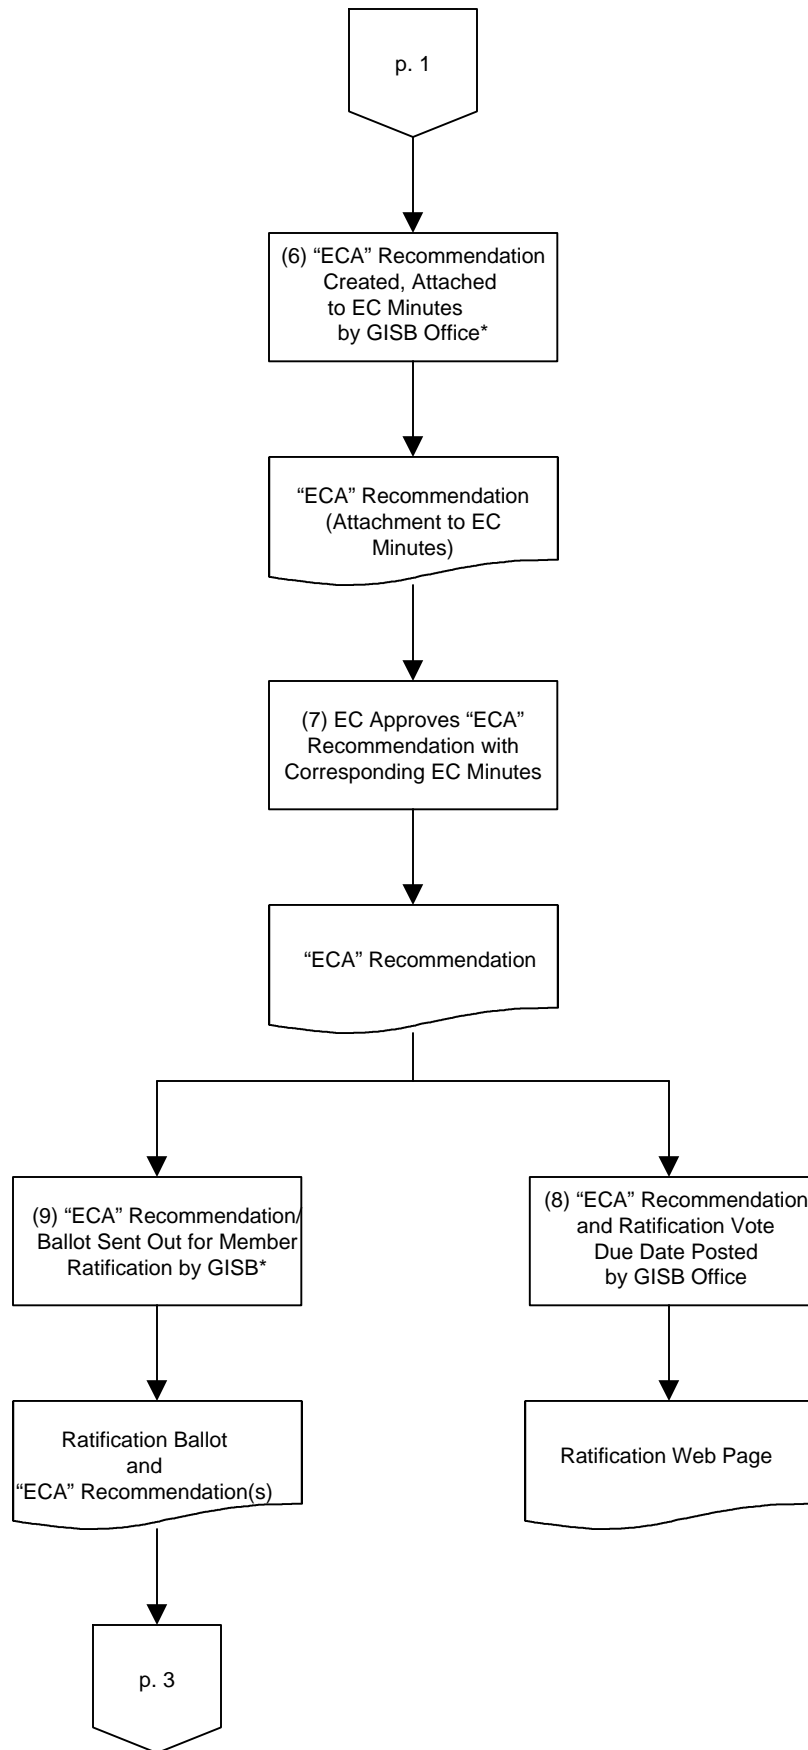 p. 1
(6) “ECA” Recommendation
Created, Attached
to EC Minutes
by GISB Office*
“ECA” Recommendation
(Attachment to EC
Minutes)
(7) EC Approves “ECA”
Recommendation with
Corresponding EC Minutes
“ECA” Recommendation
(9) “ECA” Recommendation/
Ballot Sent Out for Member
Ratification by GISB*
(8) “ECA” Recommendation
and Ratification Vote
Due Date Posted
by GISB Office
Ratification Ballot
and
“ECA” Recommendation(s)
Ratification Web Page
p. 3